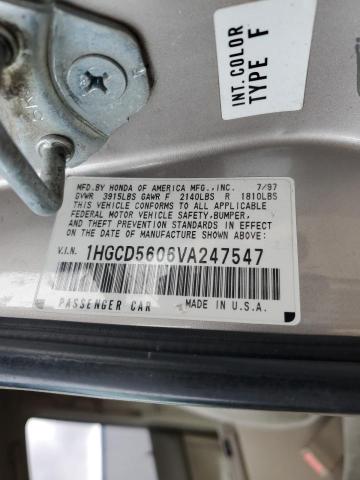 INT. COLOR
TYPE F
MFD. BY HONDA OF AMERICA MFG., INC. 7/97
GVWR 3915LBS GAWR F 2140LBS R 1810LBS
THIS VEHICLE CONFORMS TO ALL APPLICABLE
FEDERAL MOTOR VEHICLE SAFETY, BUMPER,
AND THEFT PREVENTION STANDARDS IN EFFECT
ON THE DATE OF MANUFACTURE SHOWN ABOVE.
V.I.N. 1HGCD5606VA247547
PASSENGER CAR MADE IN U.S.A.